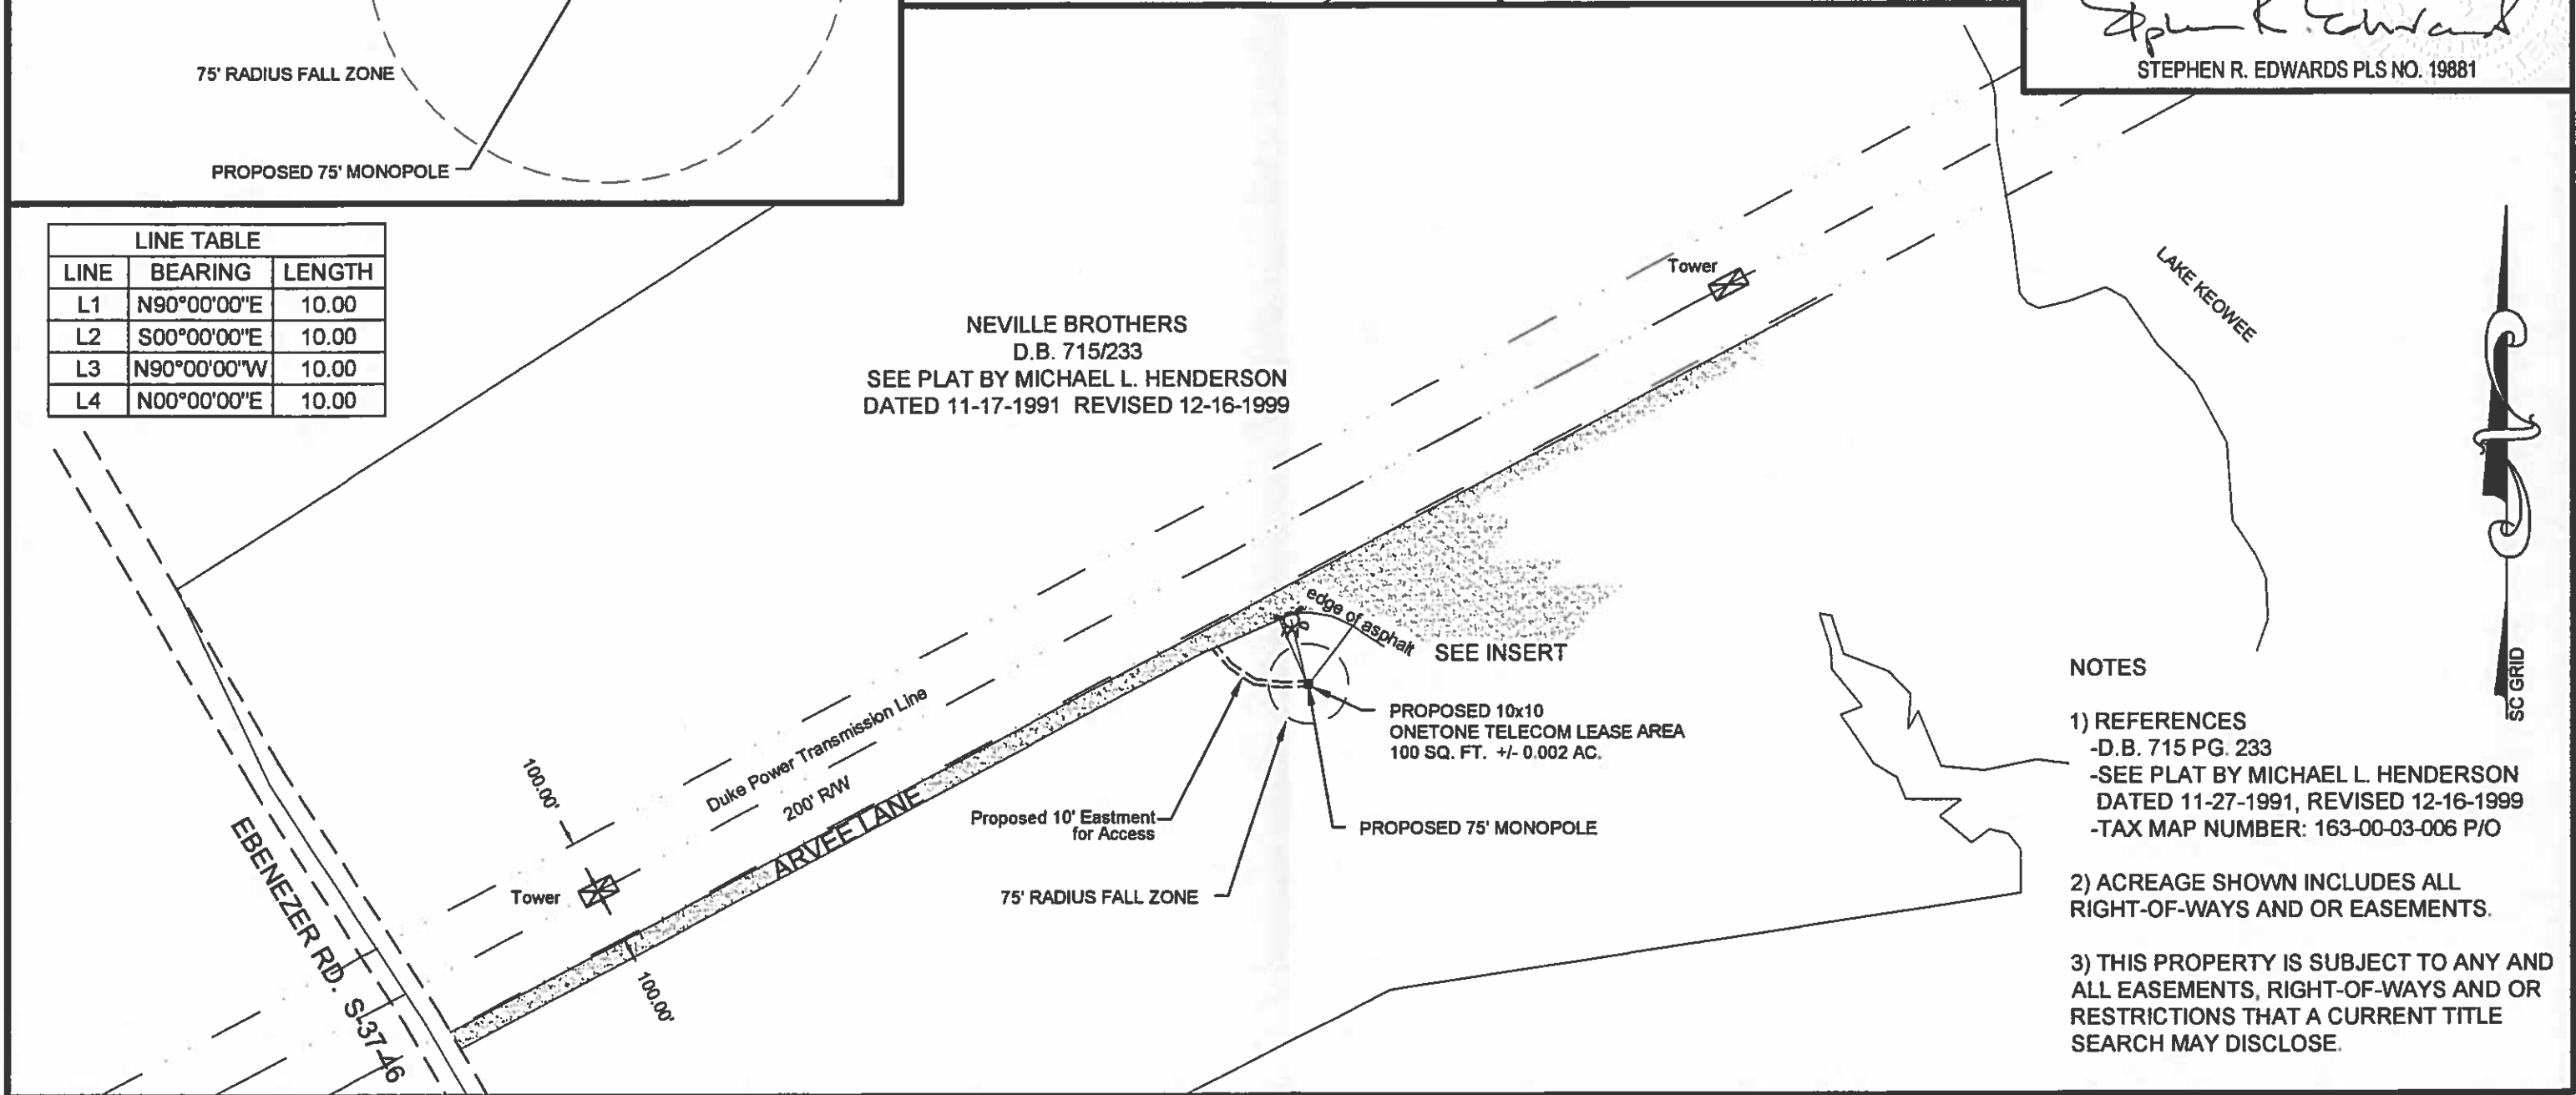 75' RADIUS FALL ZONE
PROPOSED 75' MONOPOLE
Stephen R. Edwards
STEPHEN R. EDWARDS PLS NO. 19881
LINE TABLE
LINE BEARING LENGTH
L1 N90°00'00"E 10.00
L2 S00°00'00"E 10.00
L3 N90°00'00"W 10.00
L4 N00°00'00"E 10.00
NEVILLE BROTHERS
D.B. 715/233
SEE PLAT BY MICHAEL L. HENDERSON
DATED 11-17-1991 REVISED 12-16-1999
Tower
LAKE KEOWEE
SC GRID
edge of asphalt
SEE INSERT
PROPOSED 10x10
ONETONE TELECOM LEASE AREA
100 SQ. FT. +/- 0.002 AC.
Duke Power Transmission Line
200' R/W
100.00'
ARVEE LANE
Proposed 10' Eastment
for Access
PROPOSED 75' MONOPOLE
75' RADIUS FALL ZONE
Tower
100.00'
EBENEZER RD. S-37-46
NOTES
1) REFERENCES
-D.B. 715 PG. 233
-SEE PLAT BY MICHAEL L. HENDERSON
DATED 11-27-1991, REVISED 12-16-1999
-TAX MAP NUMBER: 163-00-03-006 P/O
2) ACREAGE SHOWN INCLUDES ALL
RIGHT-OF-WAYS AND OR EASEMENTS.
3) THIS PROPERTY IS SUBJECT TO ANY AND
ALL EASEMENTS, RIGHT-OF-WAYS AND OR
RESTRICTIONS THAT A CURRENT TITLE
SEARCH MAY DISCLOSE.